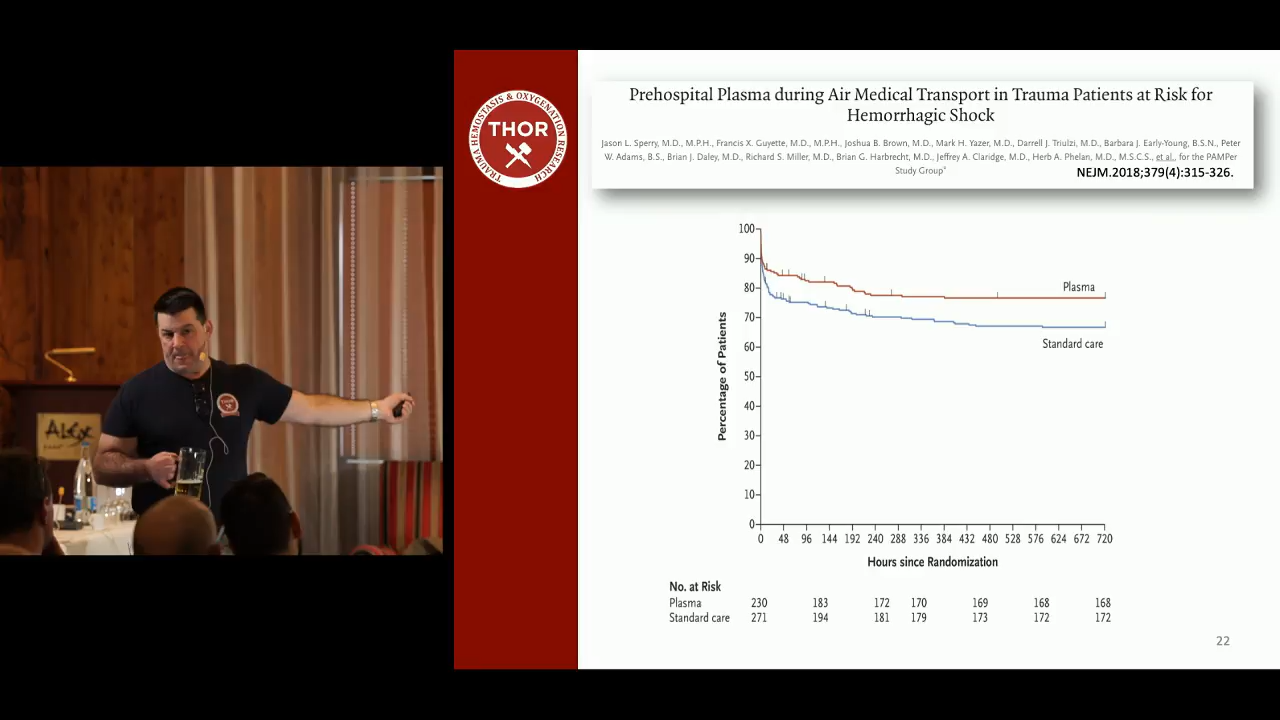 TRAUMA HEMOSTASIS & OXYGENATION RESEARCH
THOR
Prehospital Plasma during Air Medical Transport in Trauma Patients at Risk for
Hemorrhagic Shock
Jason L. Sperry, M.D., M.P.H., Francis X. Guyette, M.D., M.P.H., Joshua B. Brown, M.D., Mark H. Yazer, M.D., Darrell J. Triulzi, M.D., Barbara J. Early-Young, B.S.N., Peter
W. Adams, B.S., Brian J. Daley, M.D., Richard S. Miller, M.D., Brian G. Harbrecht, M.D., Jeffrey A. Claridge, M.D., Herb A. Phelan, M.D., M.S.C.S., et al., for the PAMPer
Study Group*
NEJM.2018;379(4):315-326.
100
90
80
70
60
50
40
30
20
10
0
Percentage of Patients
Plasma
Standard care
0 48 96 144 192 240 288 336 384 432 480 528 576 624 672 720
Hours since Randomization
No. at Risk
Plasma 230 183 172 170 169 168 168
Standard care 271 194 181 179 173 172 172
22
ALEX